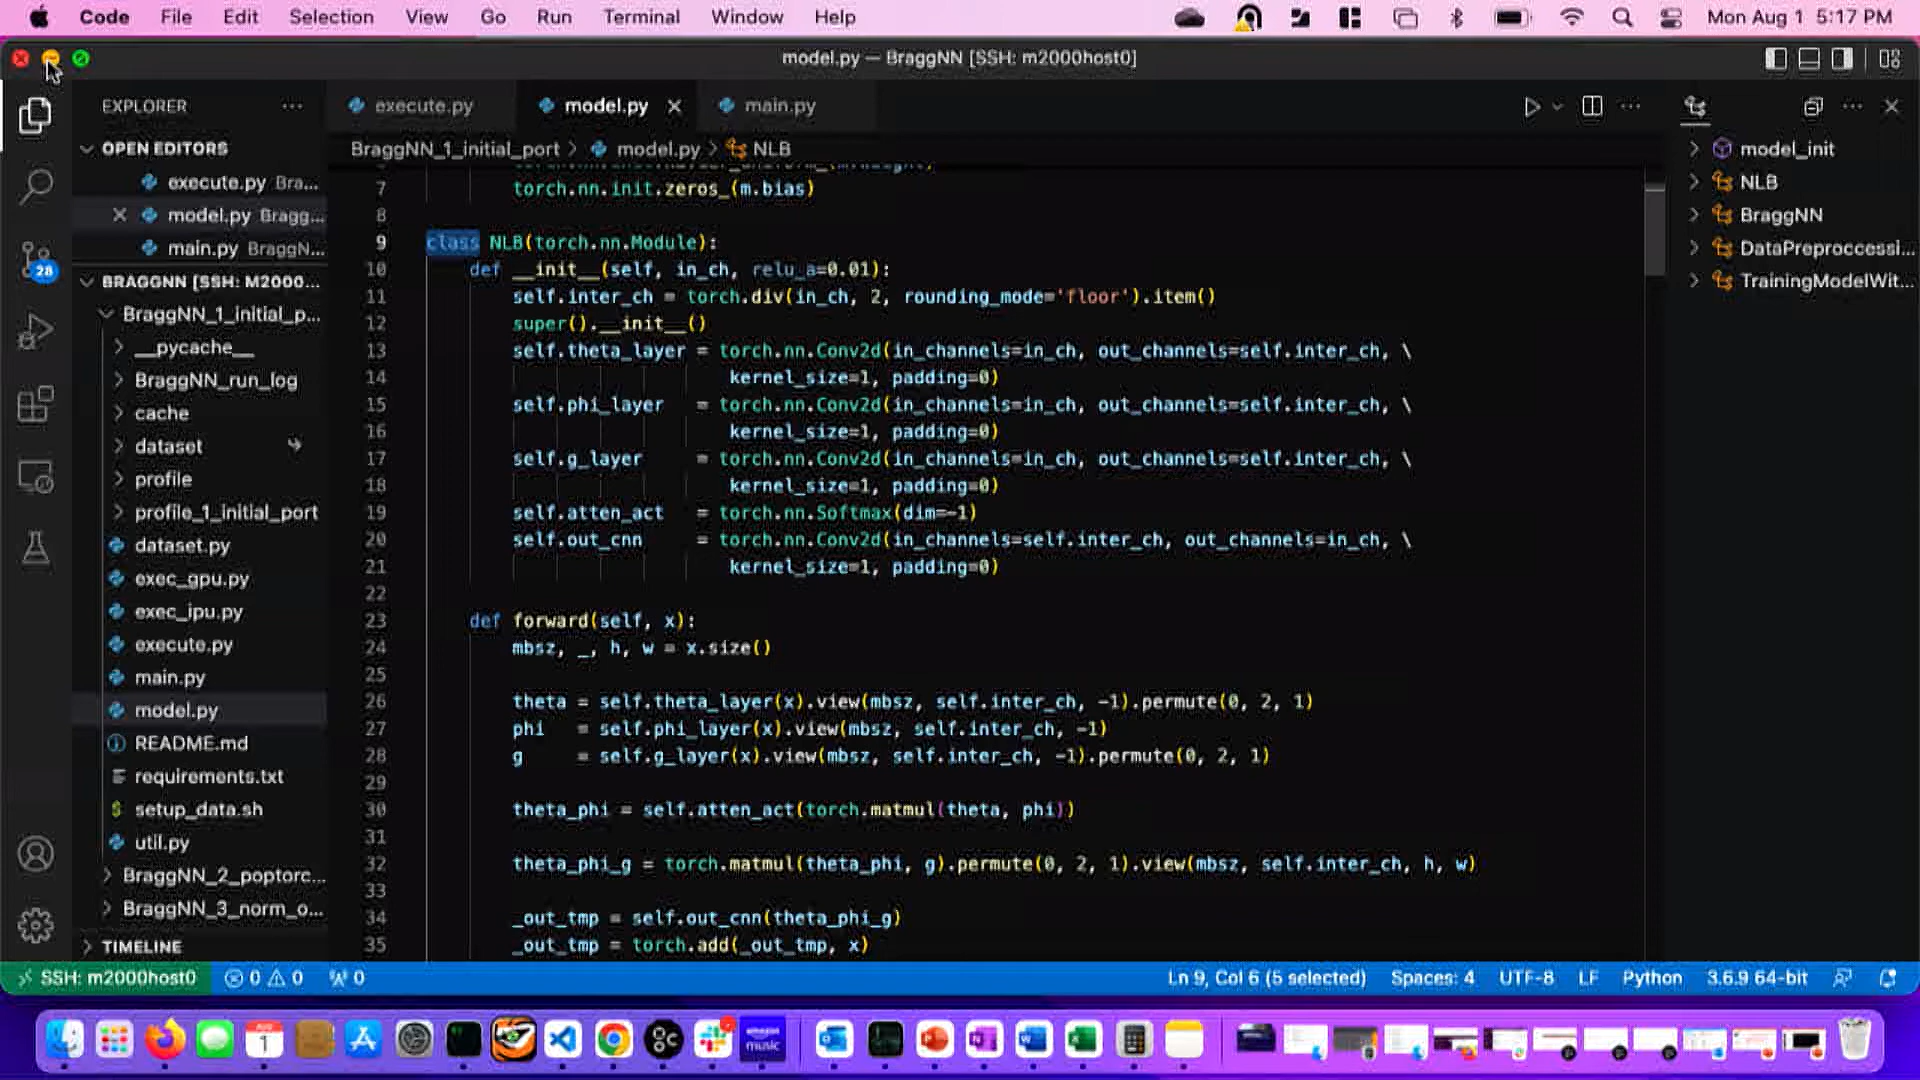 Code File Edit Selection View Go Run Terminal Window Help Mon Aug 1 5:17 PM
model.py — BraggNN [SSH: m2000host0]
EXPLORER
execute.py model.py main.py
OPEN EDITORS
BraggNN_1_initial_port > model.py > NLB
execute.py Bra...
model.py Bragg...
main.py BraggN...
BRAGGNN [SSH: M2000...
BraggNN_1_initial_p...
__pycache__
BraggNN_run_log
cache
dataset
profile
profile_1_initial_port
dataset.py
exec_gpu.py
exec_ipu.py
execute.py
main.py
model.py
README.md
requirements.txt
setup_data.sh
util.py
BraggNN_2_poptorc...
BraggNN_3_norm_o...
TIMELINE
28
7 torch.nn.init.zeros_(m.bias)
8
9 class NLB(torch.nn.Module):
10 def __init__(self, in_ch, relu_a=0.01):
11 self.inter_ch = torch.div(in_ch, 2, rounding_mode='floor').item()
12 super().__init__()
13 self.theta_layer = torch.nn.Conv2d(in_channels=in_ch, out_channels=self.inter_ch, \
14 kernel_size=1, padding=0)
15 self.phi_layer = torch.nn.Conv2d(in_channels=in_ch, out_channels=self.inter_ch, \
16 kernel_size=1, padding=0)
17 self.g_layer = torch.nn.Conv2d(in_channels=in_ch, out_channels=self.inter_ch, \
18 kernel_size=1, padding=0)
19 self.atten_act = torch.nn.Softmax(dim=-1)
20 self.out_cnn = torch.nn.Conv2d(in_channels=self.inter_ch, out_channels=in_ch, \
21 kernel_size=1, padding=0)
22
23 def forward(self, x):
24 mbsz, _, h, w = x.size()
25
26 theta = self.theta_layer(x).view(mbsz, self.inter_ch, -1).permute(0, 2, 1)
27 phi = self.phi_layer(x).view(mbsz, self.inter_ch, -1)
28 g = self.g_layer(x).view(mbsz, self.inter_ch, -1).permute(0, 2, 1)
29
30 theta_phi = self.atten_act(torch.matmul(theta, phi))
31
32 theta_phi_g = torch.matmul(theta_phi, g).permute(0, 2, 1).view(mbsz, self.inter_ch, h, w)
33
34 _out_tmp = self.out_cnn(theta_phi_g)
35 _out_tmp = torch.add(_out_tmp, x)
model_init
NLB
BraggNN
DataPreproccessi...
TrainingModelWit...
SSH: m2000host0 0 0 0 Ln 9, Col 6 (5 selected) Spaces: 4 UTF-8 LF Python 3.6.9 64-bit
AUG
1
amazon
music